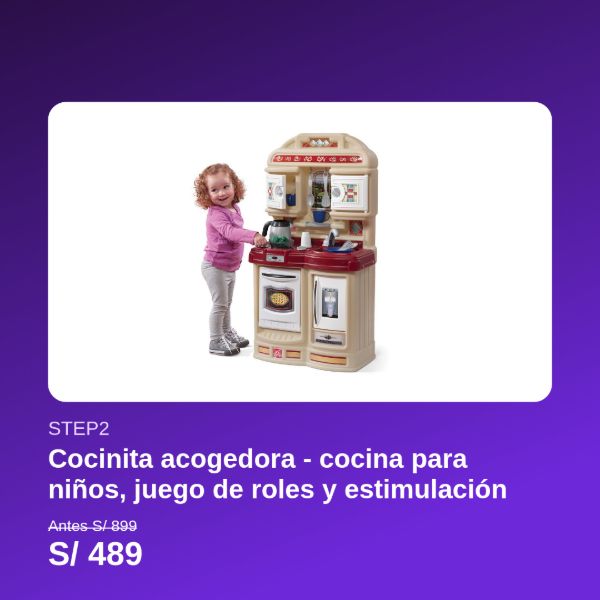 STEP2
Cocinita acogedora - cocina para
niños, juego de roles y estimulación
Antes S/ 899
S/ 489